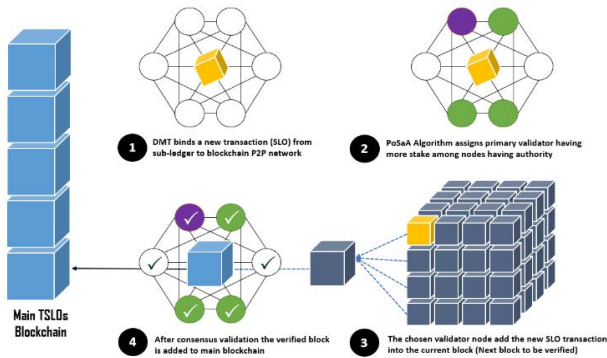 1
DMT binds a new transaction (SLO) from
sub-ledger to blockchain P2P network
2
PoSaA Algorithm assigns primary validator having
more stake among nodes having authority
Main TSLOs
Blockchain
4
After consensus validation the verified block
is added to main blockchain
3
The chosen validator node add the new SLO transaction
into the current block (Next block to be verified)